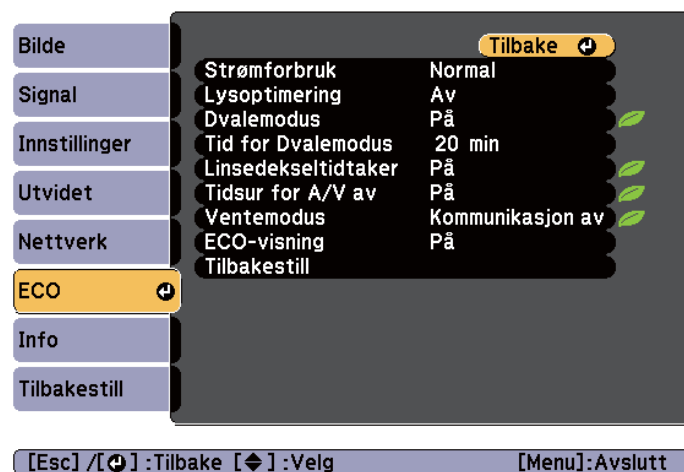 Bilde
Signal
Innstillinger
Utvidet
Nettverk
ECO
Info
Tilbakestill
Tilbake
Strømforbruk Normal
Lysoptimering Av
Dvalemodus På
Tid for Dvalemodus 20 min
Linsedekseltidtaker På
Tidsur for A/V av På
Ventemodus Kommunikasjon av
ECO-visning På
Tilbakestill
[Esc] /[ ] :Tilbake [ ] :Velg [Menu]:Avslutt